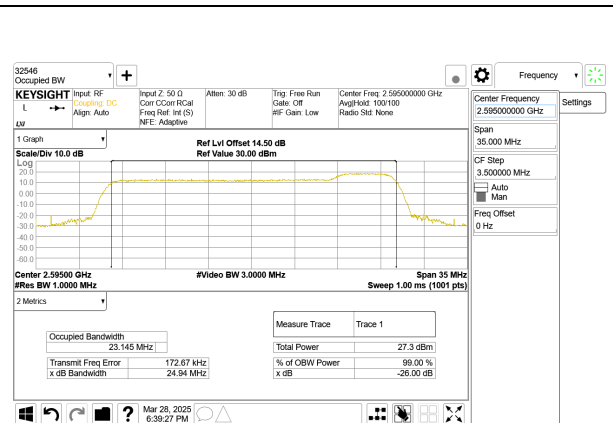 32546
Occupied BW
Frequency
KEYSIGHT
L
LXI
Input: RF
Coupling: DC
Align: Auto
Input Z: 50 Ω
Corr CCorr RCal
Freq Ref: Int (S)
NFE: Adaptive
Atten: 30 dB
Trig: Free Run
Gate: Off
#IF Gain: Low
Center Freq: 2.595000000 GHz
Avg|Hold: 100/100
Radio Std: None
Center Frequency
2.595000000 GHz
Settings
Span
35.000 MHz
CF Step
3.500000 MHz
Auto
Man
Freq Offset
0 Hz
1 Graph
Scale/Div 10.0 dB
Ref Lvl Offset 14.50 dB
Ref Value 30.00 dBm
Log
20.0
10.0
0.00
-10.0
-20.0
-30.0
-40.0
-50.0
-60.0
Center 2.59500 GHz
#Video BW 3.0000 MHz
Span 35 MHz
#Res BW 1.0000 MHz
Sweep 1.00 ms (1001 pts)
2 Metrics
Measure Trace Trace 1
Occupied Bandwidth
23.145 MHz
Total Power 27.3 dBm
Transmit Freq Error 172.67 kHz
% of OBW Power 99.00 %
x dB Bandwidth 24.94 MHz
x dB -26.00 dB
?
Mar 28, 2025
6:39:27 PM